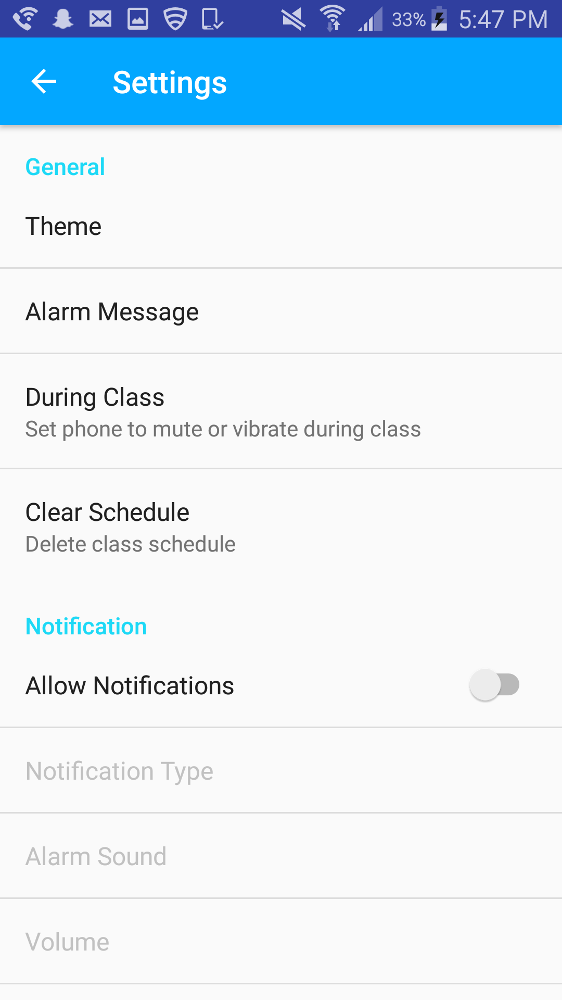 33% 5:47 PM
Settings
General
Theme
Alarm Message
During Class
Set phone to mute or vibrate during class
Clear Schedule
Delete class schedule
Notification
Allow Notifications
Notification Type
Alarm Sound
Volume